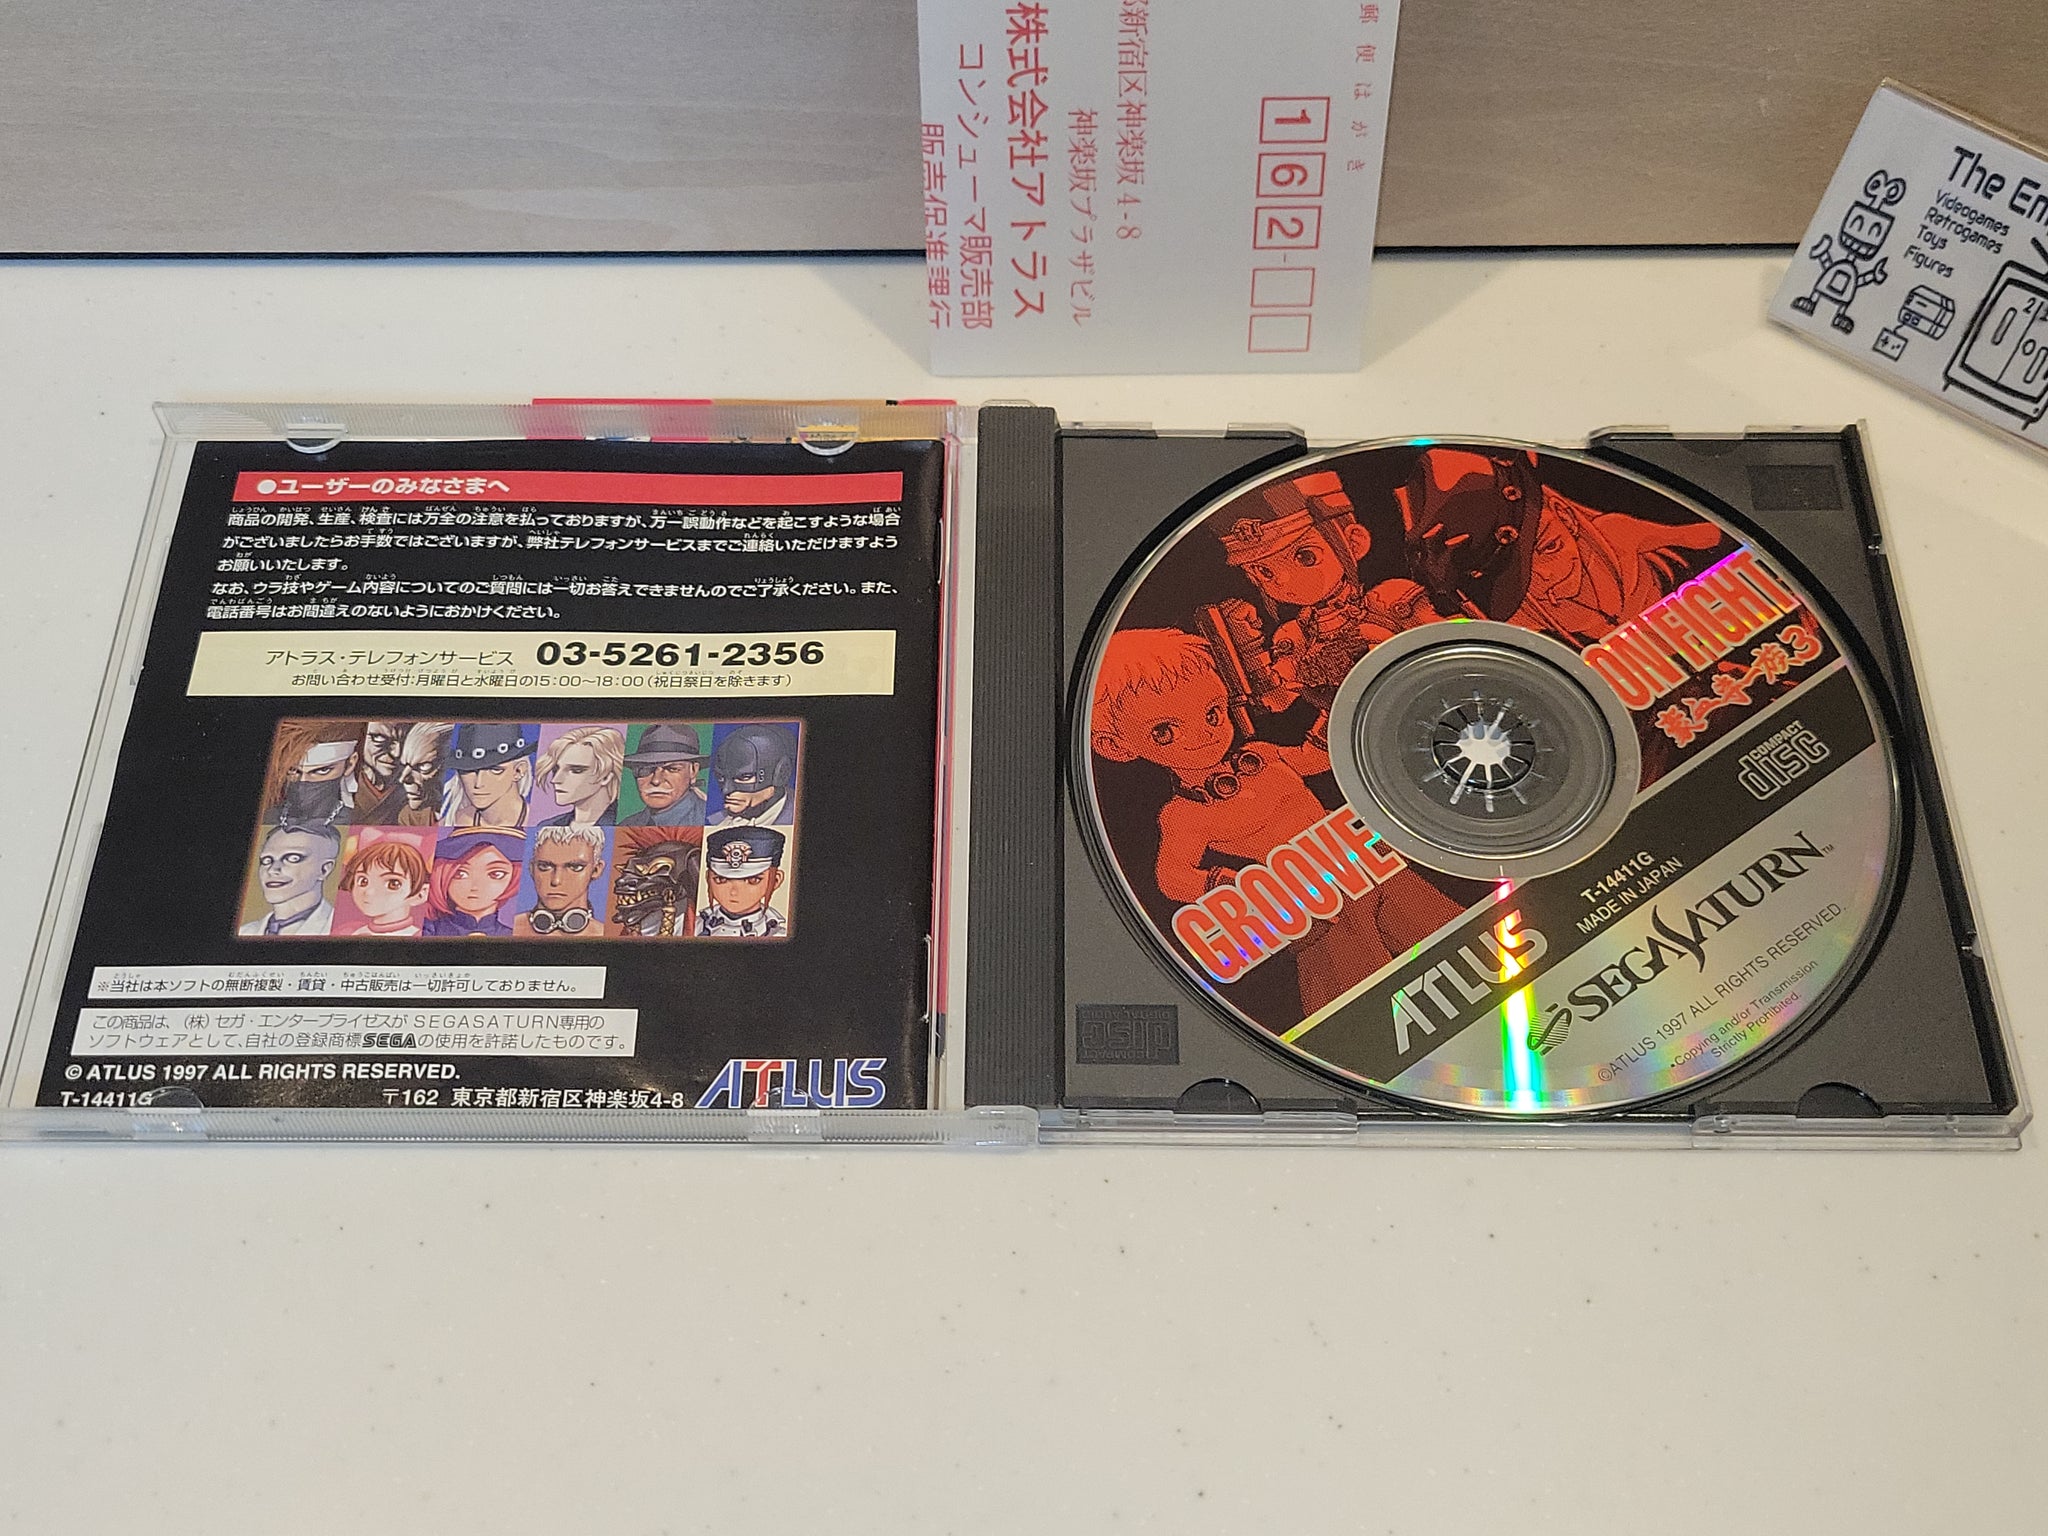 郵便はがき
162-
都新宿区神楽坂4-8
神楽坂プラザビル
株式会社アトラス
コンシューマ販売部
販売促進課行
The
Videogames
Retrogames
Toys
Figures
●ユーザーのみなさまへ
商品の開発、生産、検査には万全の注意を払っておりますが、万一誤動作などを起こすような場合
がございましたらお手数ではございますが、弊社テレフォンサービスまでご連絡いただけますよう
お願いいたします。
なお、ウラ技やゲーム内容についてのご質問には一切お答えできませんのでご了承ください。また、
電話番号はお間違えのないようにおかけください。
アトラス・テレフォンサービス 03-5261-2356
お問い合わせ受付:月曜日と水曜日の15:00〜18:00(祝日祭日を除きます)
※当社は本ソフトの無断複製・賃貸・中古販売は一切許可しておりません。
この商品は、(株)セガ・エンタープライゼスがSEGASATURN専用の
ソフトウェアとして、自社の登録商標SEGAの使用を許諾したものです。
© ATLUS 1997 ALL RIGHTS RESERVED.
T-14411G
〒162 東京都新宿区神楽坂4-8
ATLUS
GROOVE ON FIGHT
豪血寺一族3
COMPACT disc
ATLUS
T-14411G
MADE IN JAPAN
SEGA SATURN™
©ATLUS 1997 ALL RIGHTS RESERVED.
•Copying and/or Transmission
Strictly Prohibited.
COMPACT disc DIGITAL AUDIO